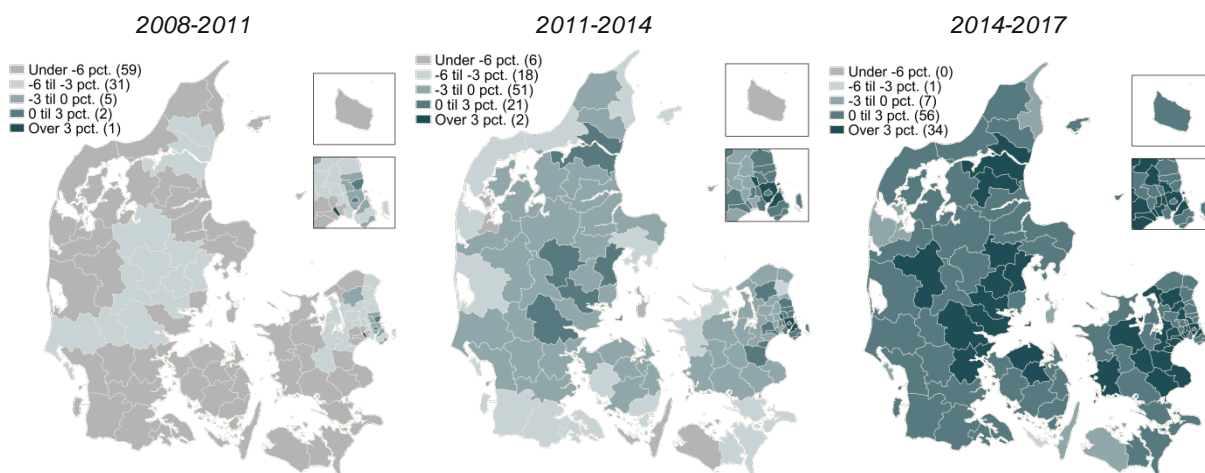 2008-2011
Under -6 pct. (59)
-6 til -3 pct. (31)
-3 til 0 pct. (5)
0 til 3 pct. (2)
Over 3 pct. (1)
2011-2014
Under -6 pct. (6)
-6 til -3 pct. (18)
-3 til 0 pct. (51)
0 til 3 pct. (21)
Over 3 pct. (2)
2014-2017
Under -6 pct. (0)
-6 til -3 pct. (1)
-3 til 0 pct. (7)
0 til 3 pct. (56)
Over 3 pct. (34)